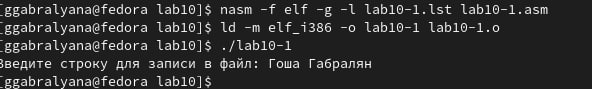 [ggabralyana@fedora lab10]$ nasm -f elf -g -l lab10-1.lst lab10-1.asm
[ggabralyana@fedora lab10]$ ld -m elf_i386 -o lab10-1 lab10-1.o
[ggabralyana@fedora lab10]$ ./lab10-1
Введите строку для записи в файл: Гоша Габралян
[ggabralyana@fedora lab10]$